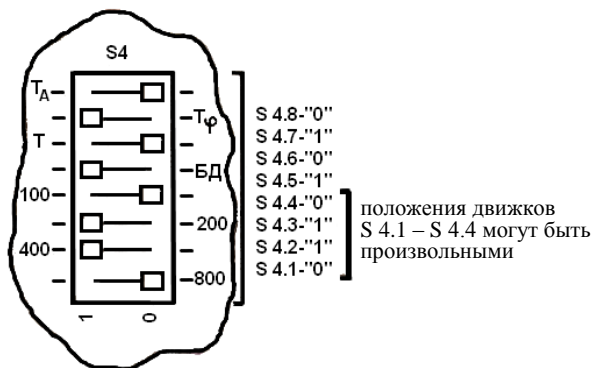 S4
TА
Tφ
T
БД
100
200
400
800
1 0
S 4.8-"0"
S 4.7-"1"
S 4.6-"0"
S 4.5-"1"
S 4.4-"0"
S 4.3-"1"
S 4.2-"1"
S 4.1-"0"
положения движков
S 4.1 – S 4.4 могут быть
произвольными